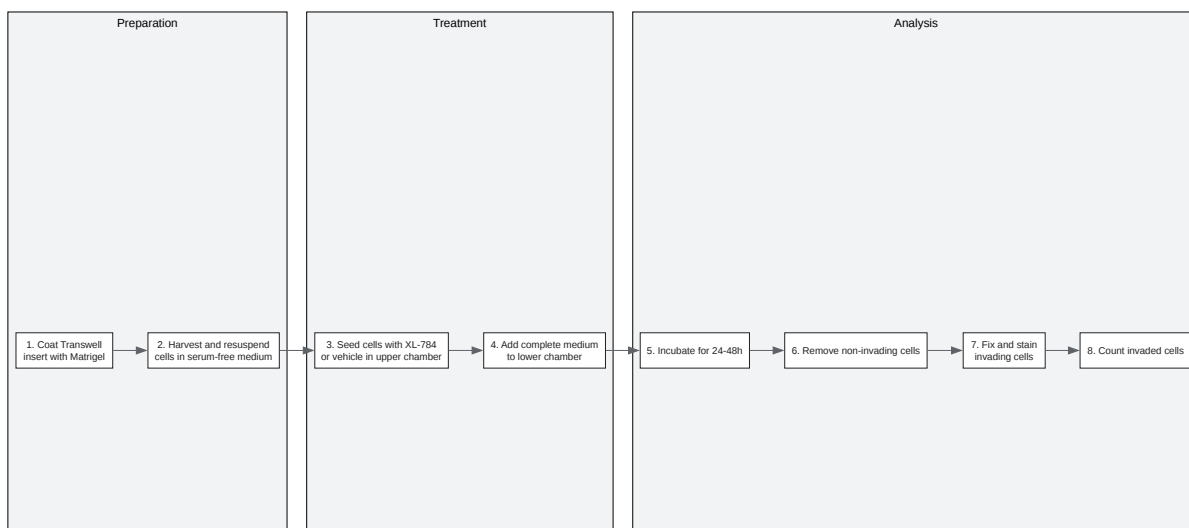 Preparation
Treatment
Analysis
1. Coat Transwell
insert with Matrigel
2. Harvest and resuspend
cells in serum-free medium
3. Seed cells with XL-784
or vehicle in upper chamber
4. Add complete medium
to lower chamber
5. Incubate for 24-48h
6. Remove non-invading cells
7. Fix and stain
invading cells
8. Count invaded cells